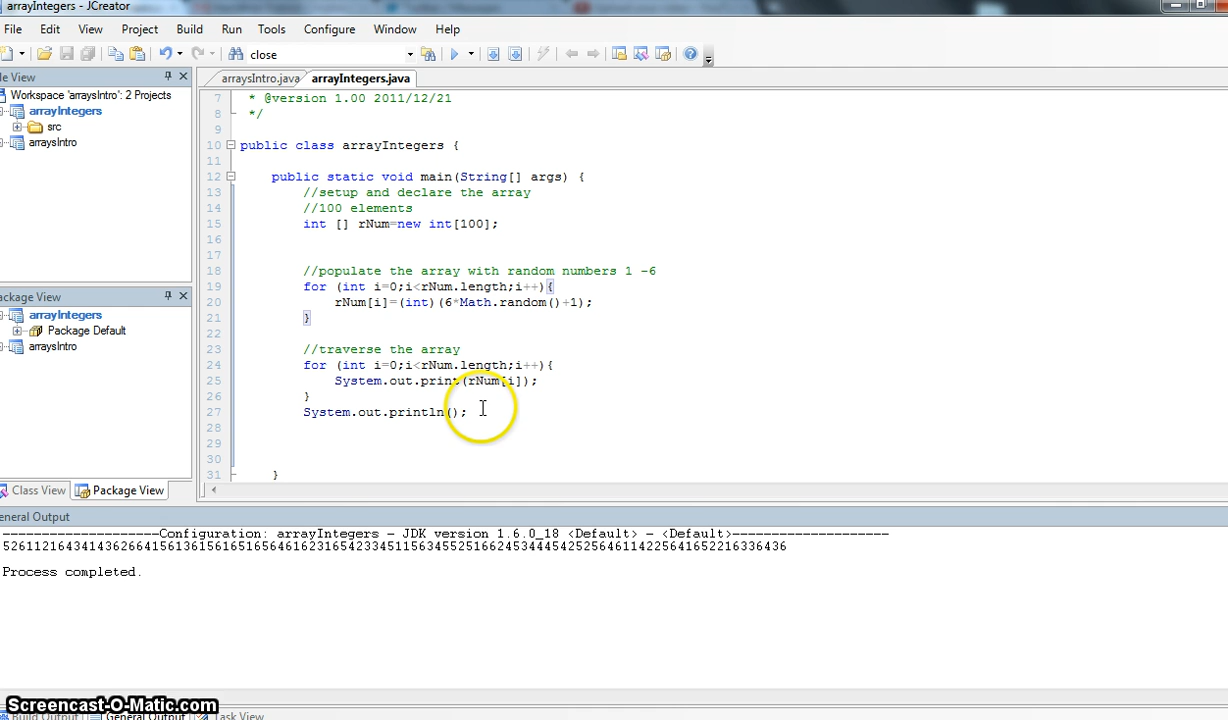 arrayIntegers - JCreator
File Edit View Project Build Run Tools Configure Window Help
close
le View
Workspace 'arraysIntro': 2 Projects
arrayIntegers
src
arraysIntro
ackage View
arrayIntegers
Package Default
arraysIntro
Class View Package View
arraysIntro.java arrayIntegers.java
7 * @version 1.00 2011/12/21
8 */
9
10 public class arrayIntegers {
11
12 public static void main(String[] args) {
13 //setup and declare the array
14 //100 elements
15 int [] rNum=new int[100];
16
17
18 //populate the array with random numbers 1 -6
19 for (int i=0;i<rNum.length;i++){
20 rNum[i]=(int)(6*Math.random()+1);
21 }
22
23 //traverse the array
24 for (int i=0;i<rNum.length;i++){
25 System.out.print(rNum[i]);
26 }
27 System.out.println();
28
29
30
31 }
eneral Output
--------------------Configuration: arrayIntegers - JDK version 1.6.0_18 <Default> - <Default>--------------------
Process completed.
Screencast-O-Matic.com
Build Output General Output Task View